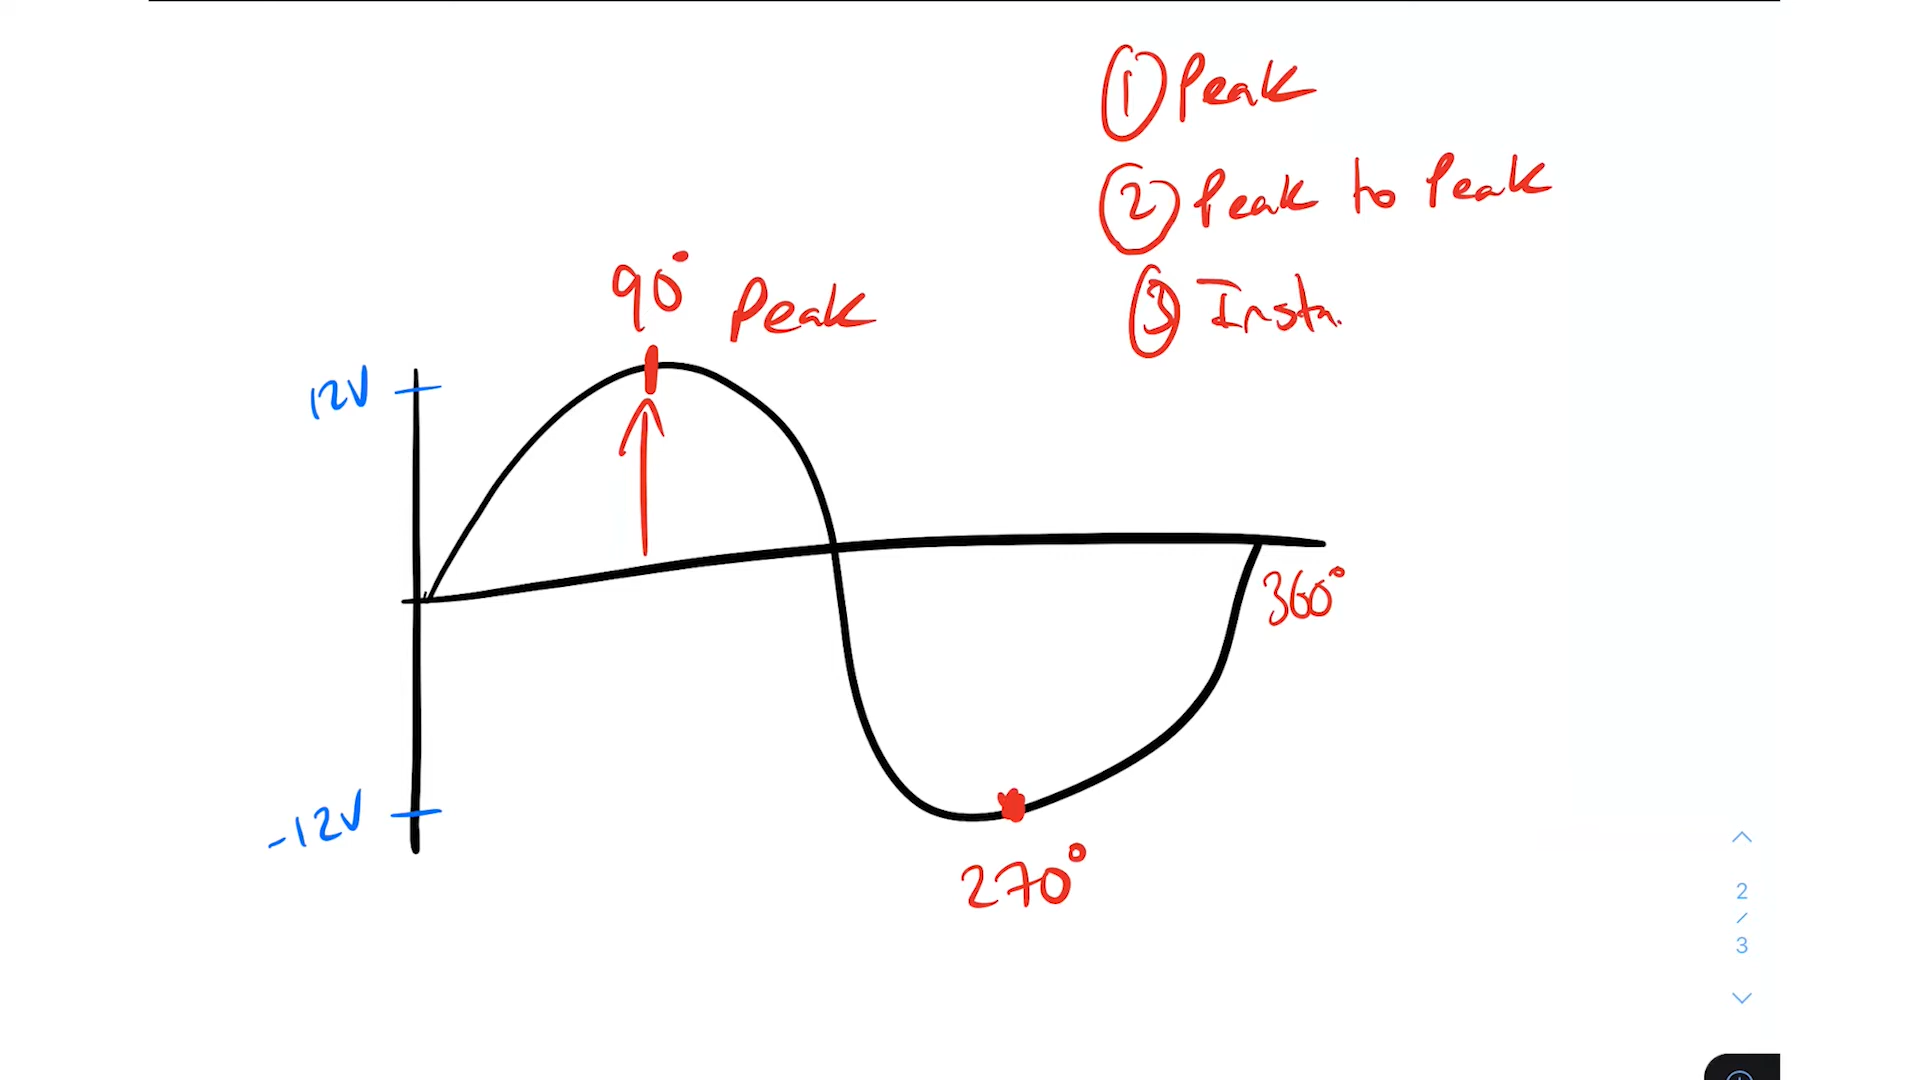 ① Peak
② Peak to Peak
③ Insta.
90° Peak
12V
360°
-12V
270°
2
/
3